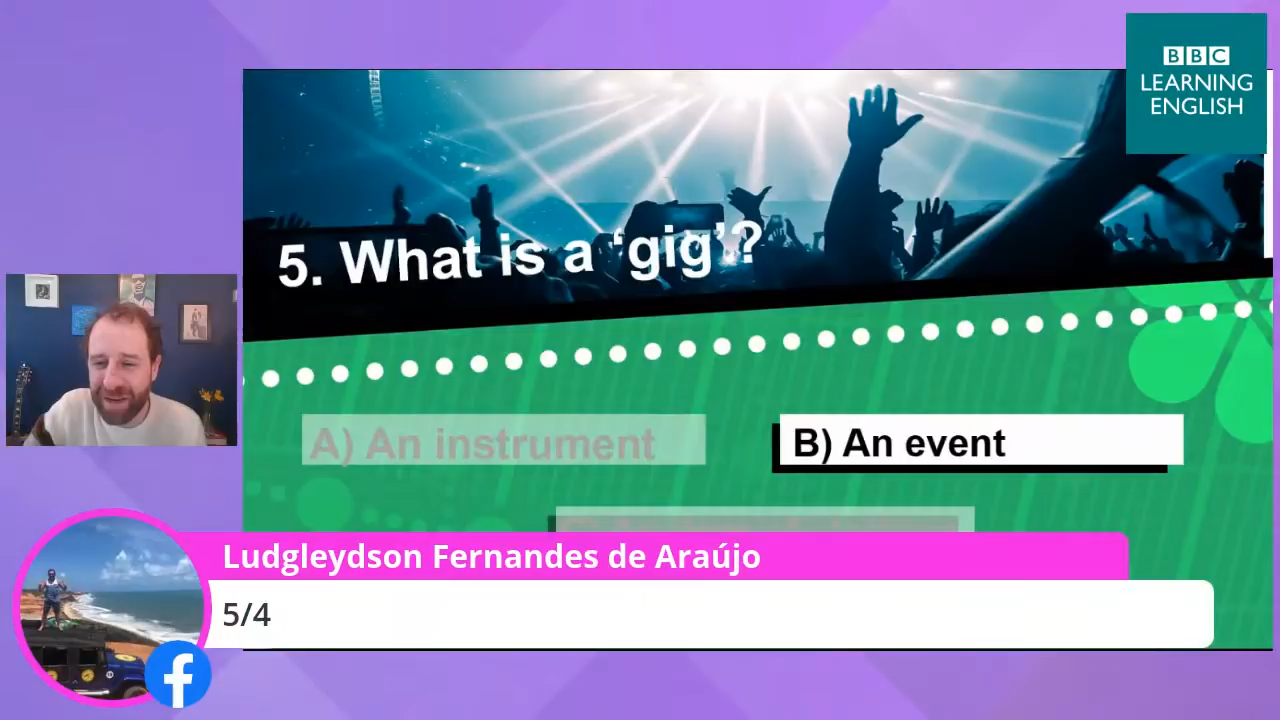 BBC
LEARNING
ENGLISH
5. What is a ‘gig’?
A) An instrument
B) An event
Ludgleydson Fernandes de Araújo
5/4